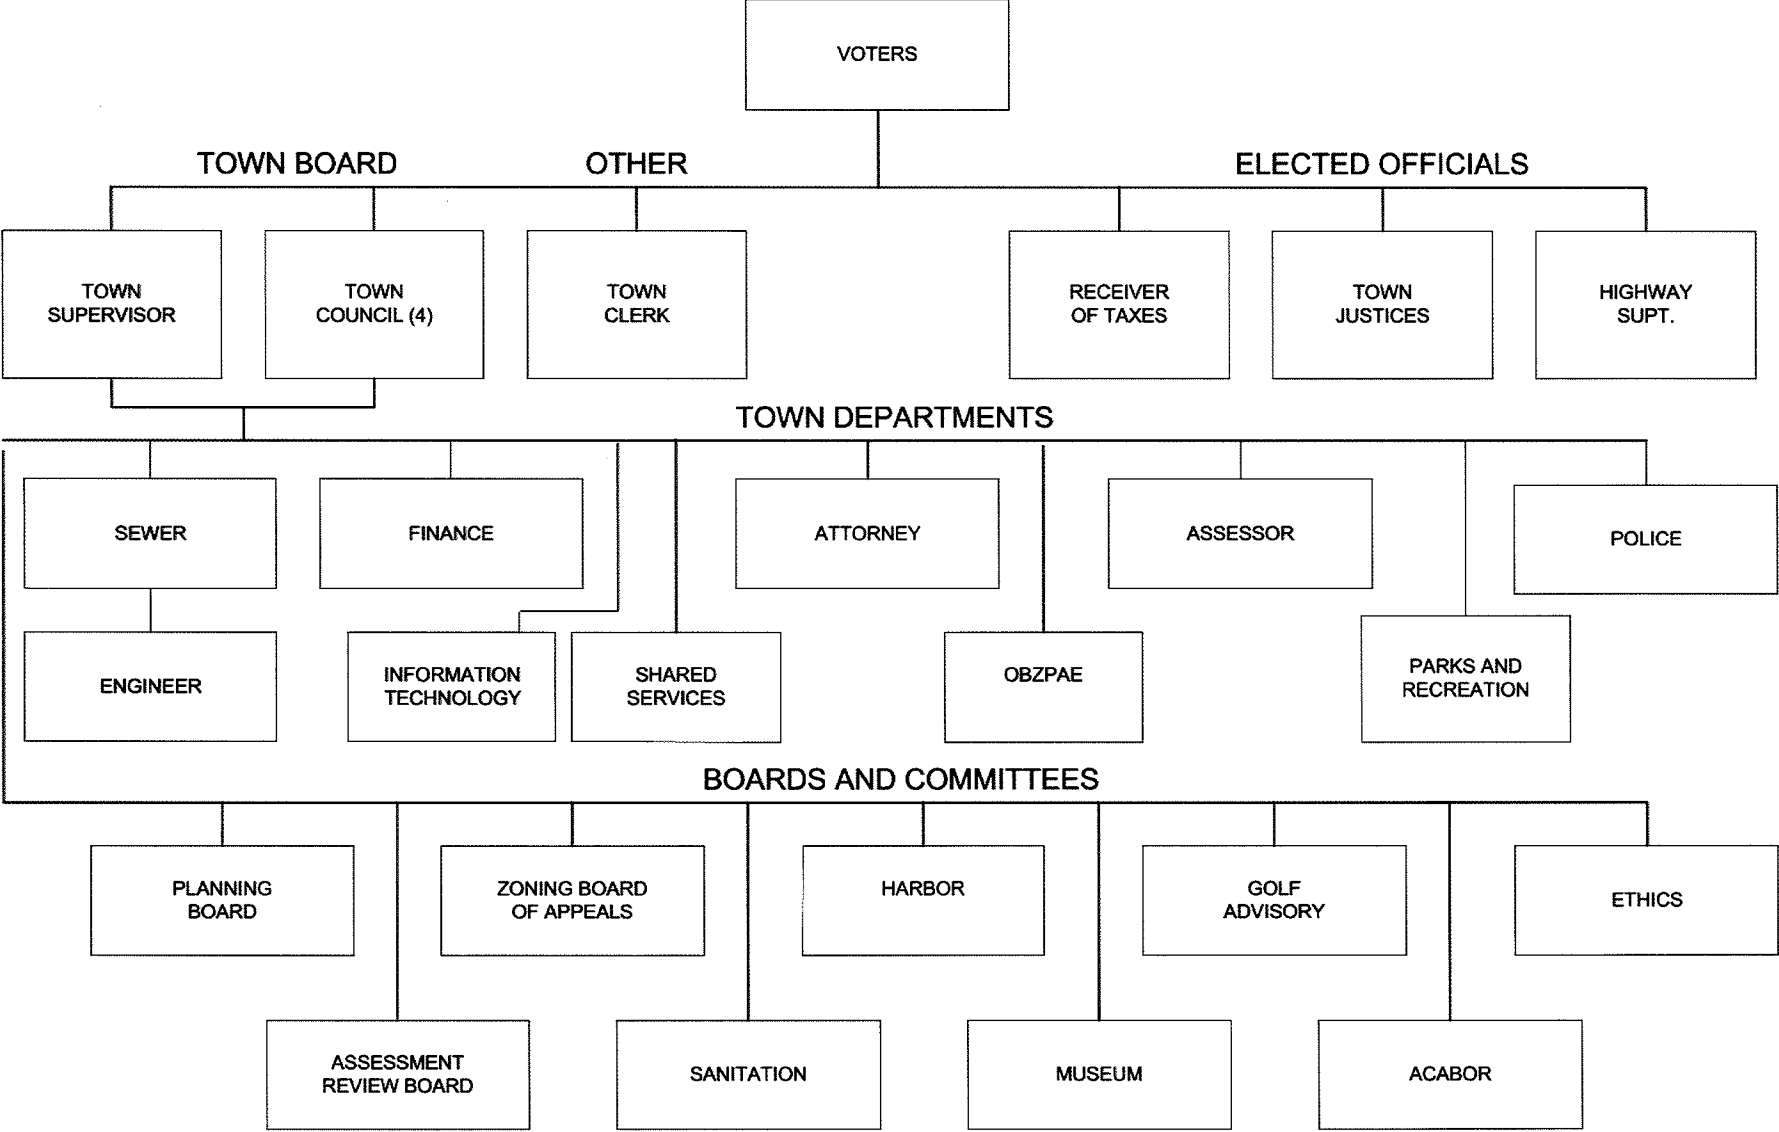 VOTERS
TOWN BOARD
OTHER
ELECTED OFFICIALS
TOWN
SUPERVISOR
TOWN
COUNCIL (4)
TOWN
CLERK
RECEIVER
OF TAXES
TOWN
JUSTICES
HIGHWAY
SUPT.
TOWN DEPARTMENTS
SEWER
FINANCE
ATTORNEY
ASSESSOR
POLICE
ENGINEER
INFORMATION
TECHNOLOGY
SHARED
SERVICES
OBZPAE
PARKS AND
RECREATION
BOARDS AND COMMITTEES
PLANNING
BOARD
ZONING BOARD
OF APPEALS
HARBOR
GOLF
ADVISORY
ETHICS
ASSESSMENT
REVIEW BOARD
SANITATION
MUSEUM
ACABOR